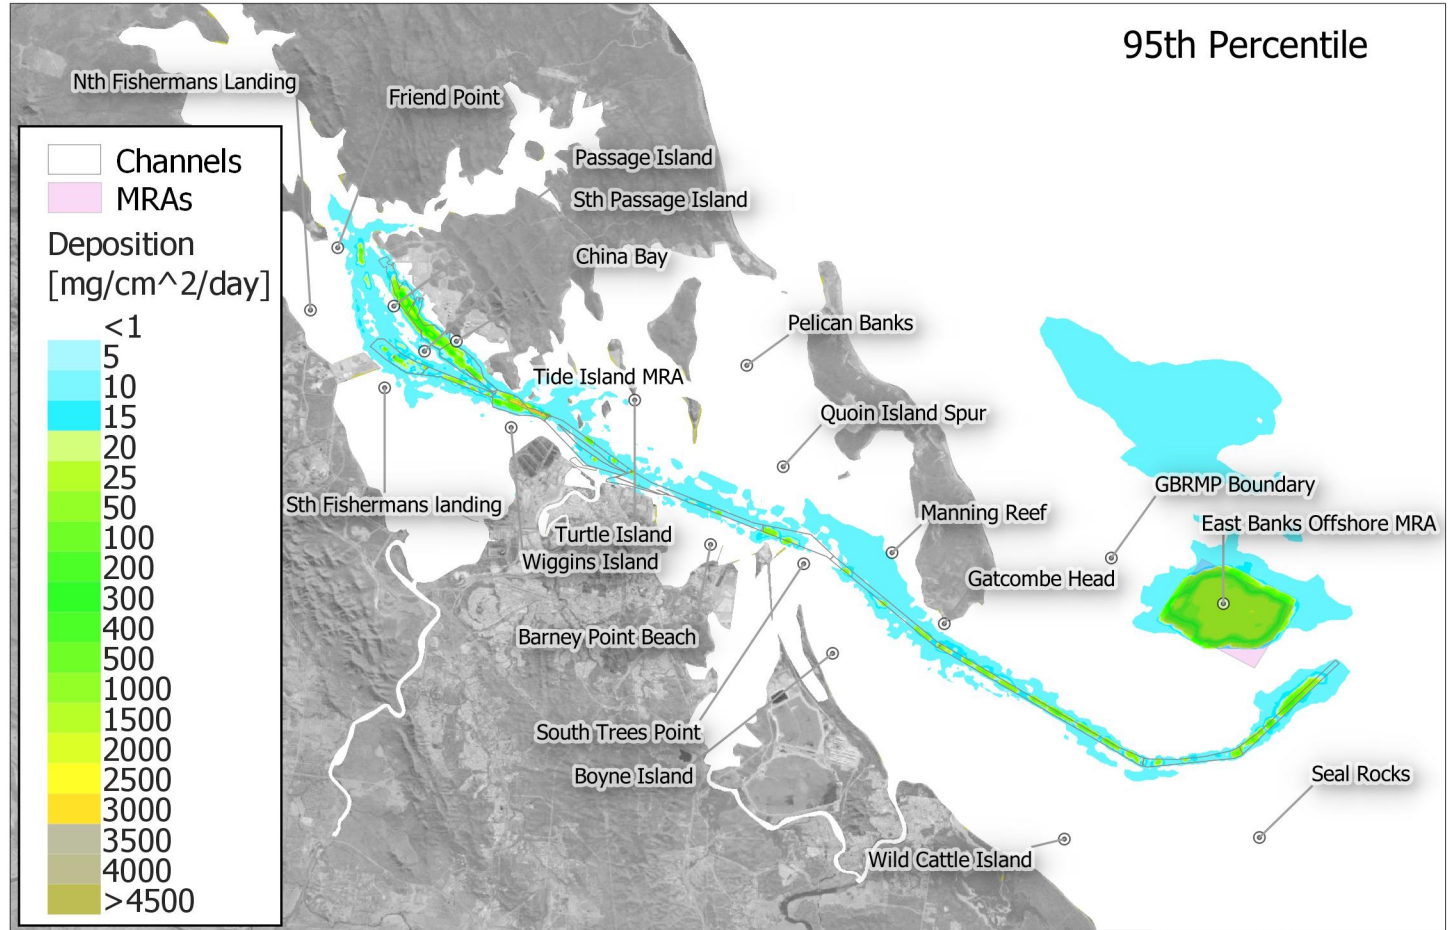 95th Percentile
Nth Fishermans Landing
Friend Point
Channels
MRAs
Deposition
[mg/cm^2/day]
<1
5
10
15
20
25
50
100
200
300
400
500
1000
1500
2000
2500
3000
3500
4000
>4500
Passage Island
Sth Passage Island
China Bay
Pelican Banks
Tide Island MRA
Quoin Island Spur
GBRMP Boundary
Sth Fishermans landing
Manning Reef
East Banks Offshore MRA
Turtle Island
Wiggins Island
Gatcombe Head
Barney Point Beach
South Trees Point
Boyne Island
Seal Rocks
Wild Cattle Island